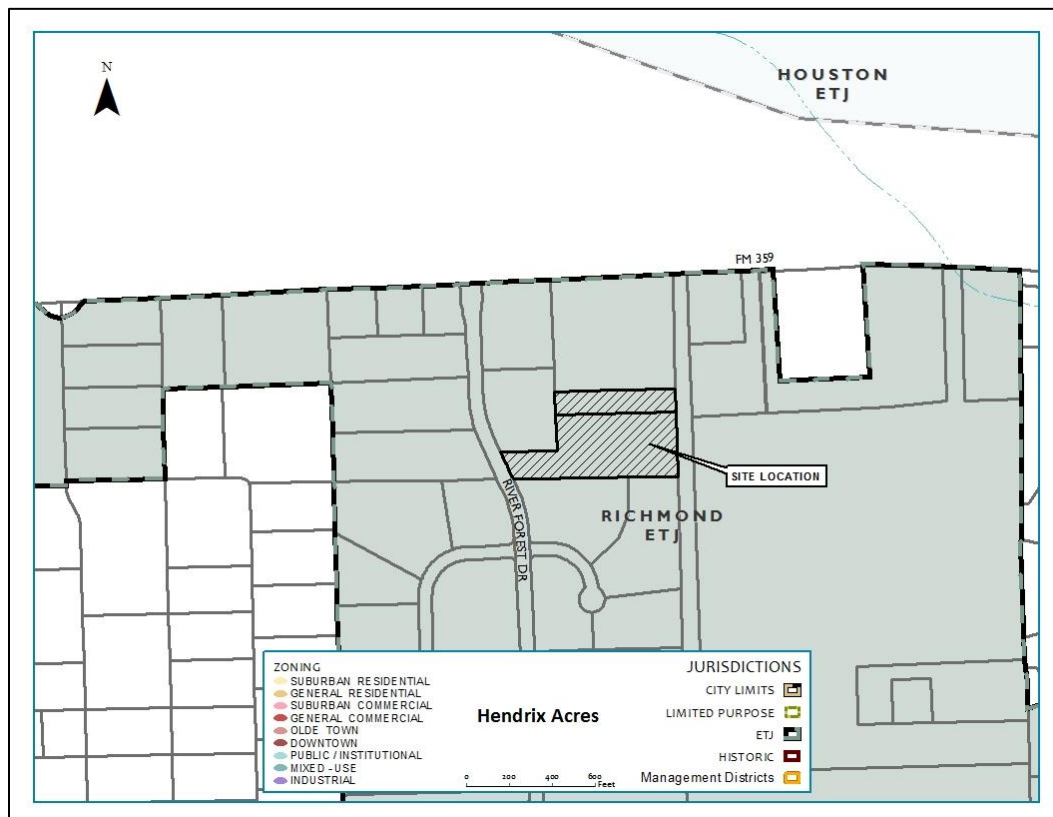 HOUSTON
ETJ
N
FM 359
SITE LOCATION
RIVER FOREST DR
RICHMOND
ETJ
ZONING
SUBURBAN RESIDENTIAL
GENERAL RESIDENTIAL
SUBURBAN COMMERCIAL
GENERAL COMMERCIAL
OLDE TOWN
DOWNTOWN
PUBLIC / INSTITUTIONAL
MIXED - USE
INDUSTRIAL
Hendrix Acres
0 200 400 600
Feet
JURISDICTIONS
CITY LIMITS
LIMITED PURPOSE
ETJ
HISTORIC
Management Districts